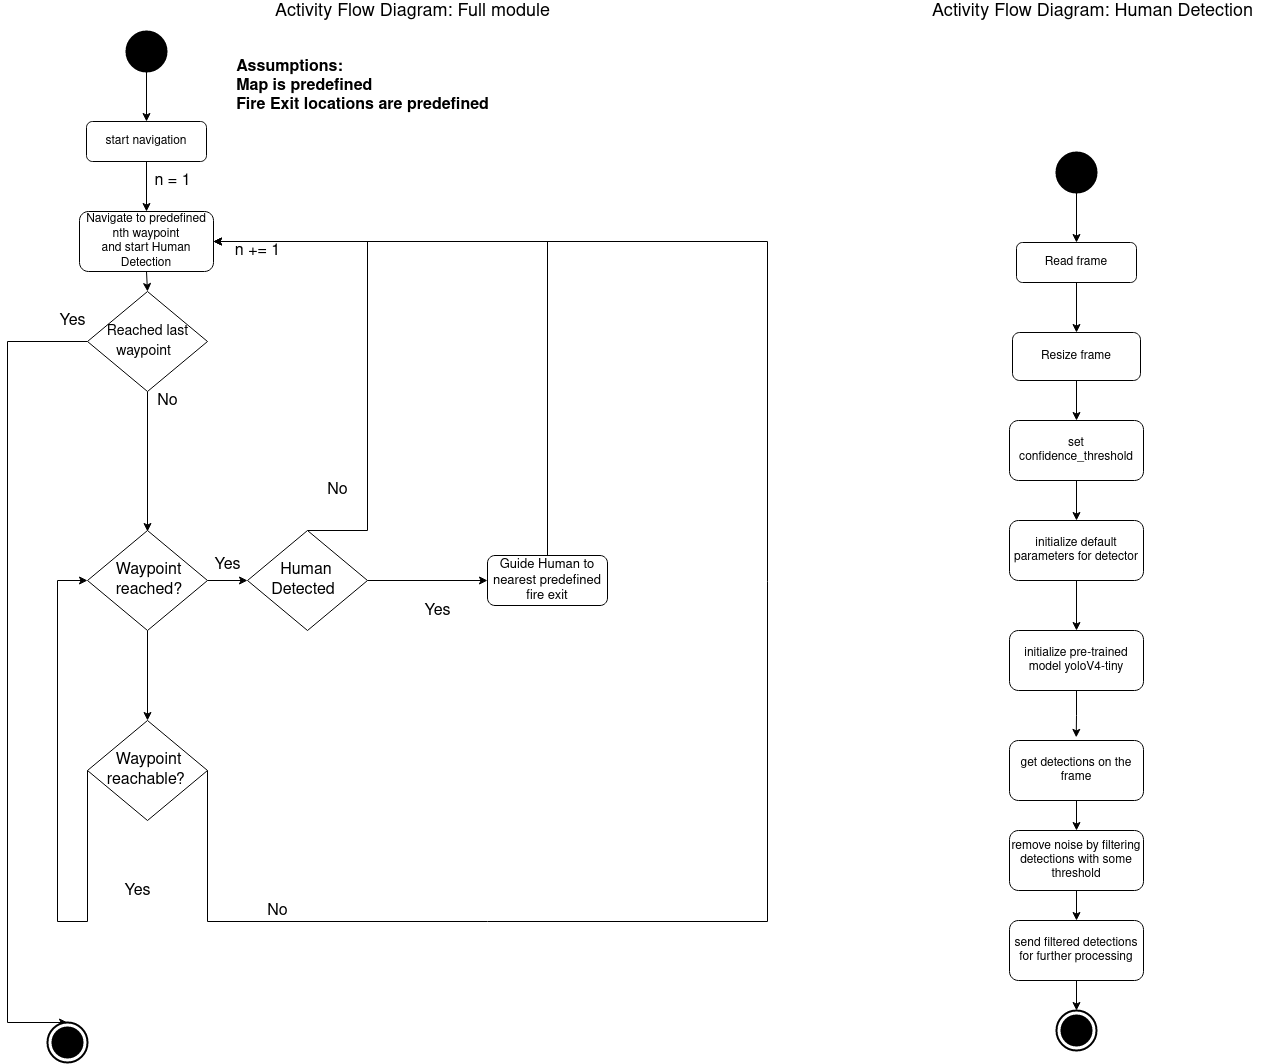 Activity Flow Diagram: Full module
Assumptions:
Map is predefined
Fire Exit locations are predefined
start navigation
n = 1
Navigate to predefined
nth waypoint
and start Human
Detection
n += 1
Yes
Reached last
waypoint
No
No
Waypoint
reached?
Yes
Human
Detected
Yes
Guide Human to
nearest predefined
fire exit
Waypoint
reachable?
Yes
No
Activity Flow Diagram: Human Detection
Read frame
Resize frame
set
confidence_threshold
initialize default
parameters for detector
initialize pre-trained
model yoloV4-tiny
get detections on the
frame
remove noise by filtering
detections with some
threshold
send filtered detections
for further processing